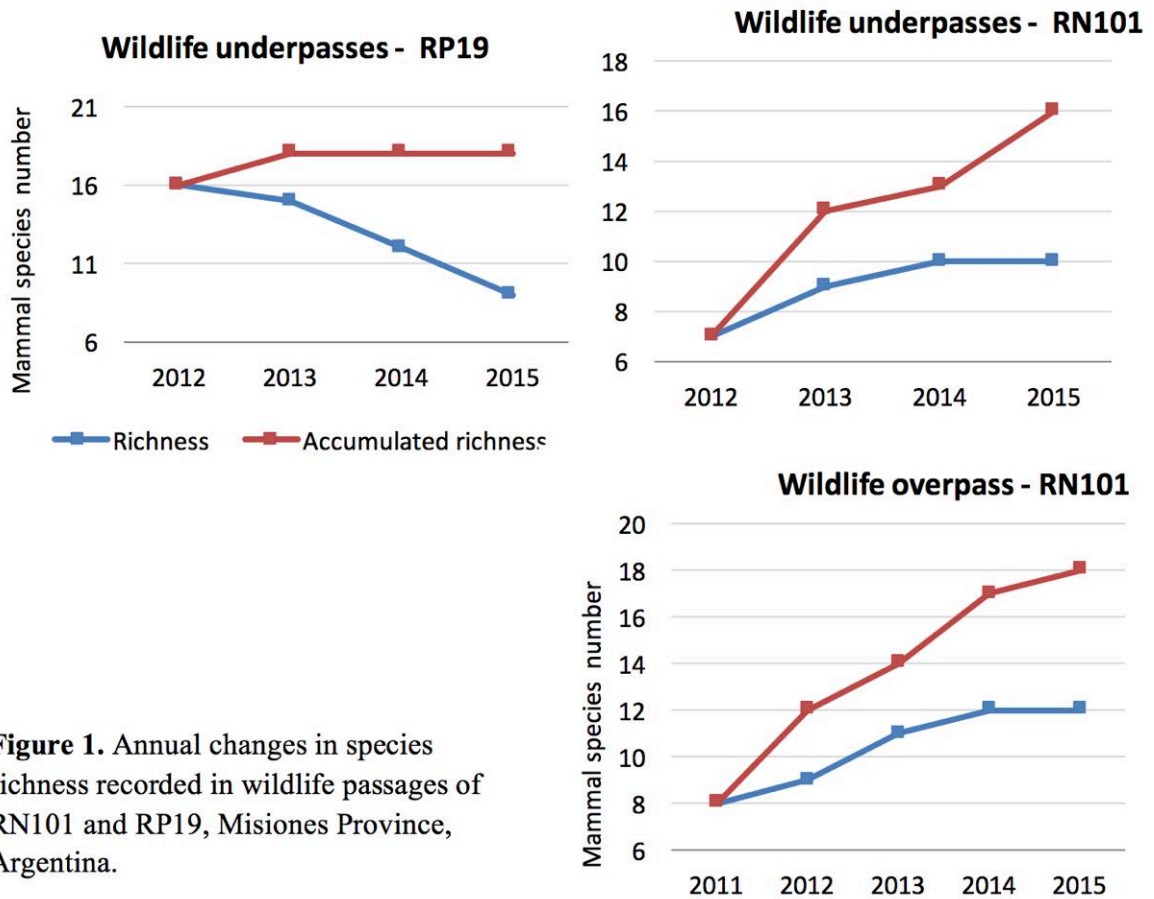 Wildlife underpasses - RP19
Mammal species number
21
16
11
6
2012 2013 2014 2015
Richness Accumulated richness
Wildlife underpasses - RN101
18
16
14
12
10
8
6
2012 2013 2014 2015
Wildlife overpass - RN101
Mammal species number
20
18
16
14
12
10
8
6
2011 2012 2013 2014 2015
Figure 1. Annual changes in species
richness recorded in wildlife passages of
RN101 and RP19, Misiones Province,
Argentina.